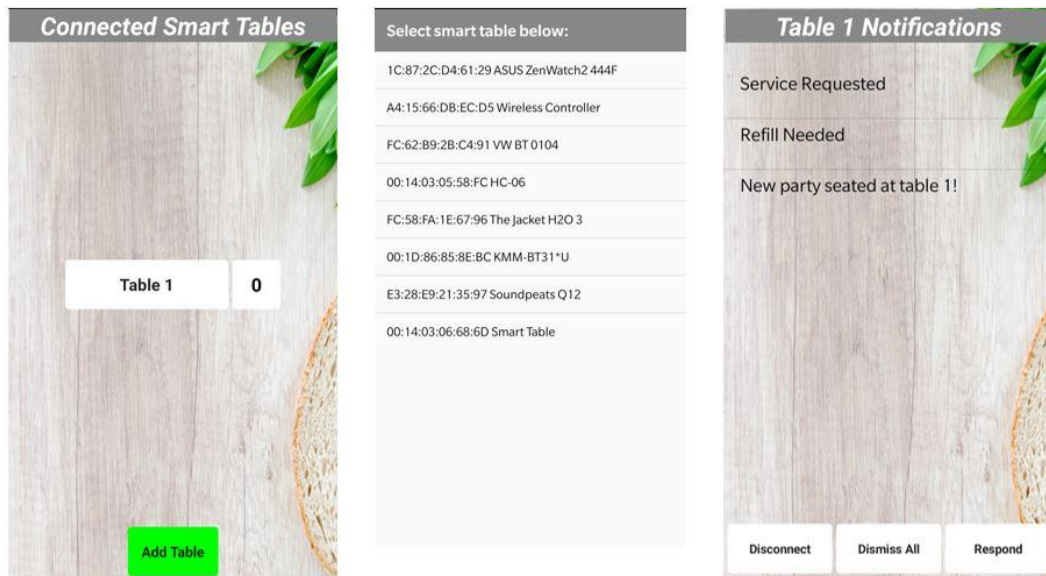 Connected Smart Tables
Table 1
0
Add Table
Select smart table below:
1C:87:2C:D4:61:29 ASUS ZenWatch2 444F
A4:15:66:DB:EC:D5 Wireless Controller
FC:62:B9:2B:C4:91 VW BT 0104
00:14:03:05:58:FC HC-06
FC:58:FA:1E:67:96 The Jacket H2O 3
00:1D:86:85:8E:BC KMM-BT31*U
E3:28:E9:21:35:97 Soundpeats Q12
00:14:03:06:68:6D Smart Table
Table 1 Notifications
Service Requested
Refill Needed
New party seated at table 1!
Disconnect
Dismiss All
Respond